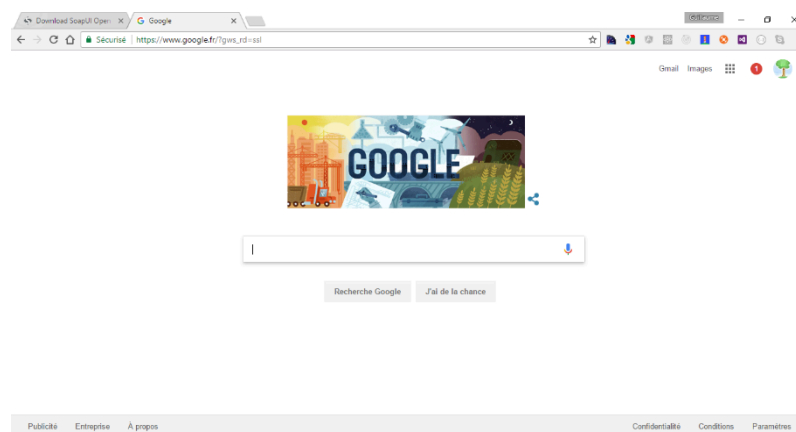 Download SoapUI Open
Google
Sécurisé https://www.google.fr/?gws_rd=ssl
Gmail Images
1
GOOGLE
Recherche Google J'ai de la chance
Publicité Entreprise À propos Confidentialité Conditions Paramètres